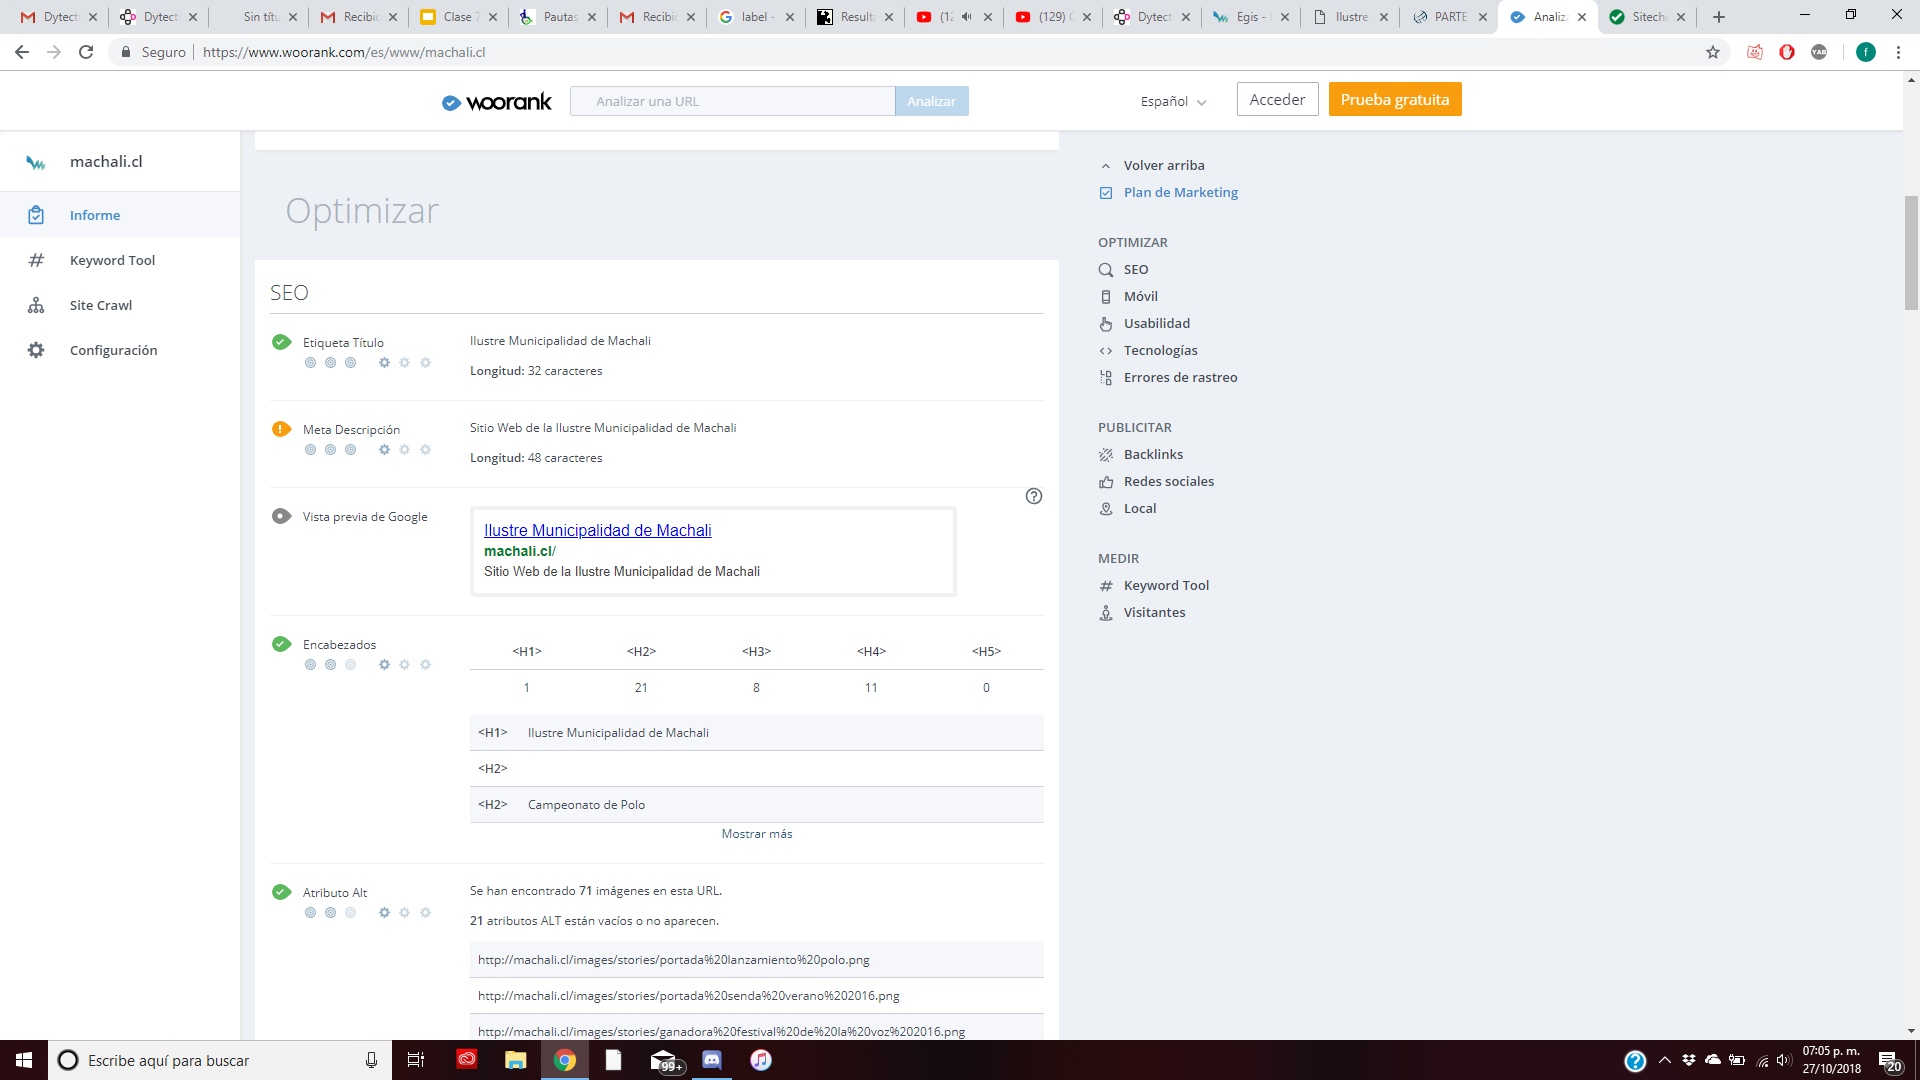 Dytect
Dytect
Sin títu
Recibid
Clase 7
Pautas
Recibid
label -
Resulta
(12
(129) C
Dytect
Egis -
Ilustre
PARTE
Analiza
Siteche
Seguro
https://www.woorank.com/es/www/machali.cl
YAB
f
woorank
Analizar una URL
Analizar
Español
Acceder
Prueba gratuita
machali.cl
Informe
Keyword Tool
Site Crawl
Configuración
Optimizar
SEO
Etiqueta Título
Ilustre Municipalidad de Machali
Longitud: 32 caracteres
Meta Descripción
Sitio Web de la Ilustre Municipalidad de Machali
Longitud: 48 caracteres
Vista previa de Google
Ilustre Municipalidad de Machali
machali.cl/
Sitio Web de la Ilustre Municipalidad de Machali
Encabezados
<H1> <H2> <H3> <H4> <H5>
1 21 8 11 0
<H1> Ilustre Municipalidad de Machali
<H2>
<H2> Campeonato de Polo
Mostrar más
Atributo Alt
Se han encontrado 71 imágenes en esta URL.
21 atributos ALT están vacíos o no aparecen.
http://machali.cl/images/stories/portada%20lanzamiento%20polo.png
http://machali.cl/images/stories/portada%20senda%20verano%202016.png
http://machali.cl/images/stories/ganadora%20festival%20de%20la%20voz%202016.png
Volver arriba
Plan de Marketing
OPTIMIZAR
SEO
Móvil
Usabilidad
Tecnologías
Errores de rastreo
PUBLICITAR
Backlinks
Redes sociales
Local
MEDIR
Keyword Tool
Visitantes
Escribe aquí para buscar
99+
07:05 p. m.
27/10/2018
20